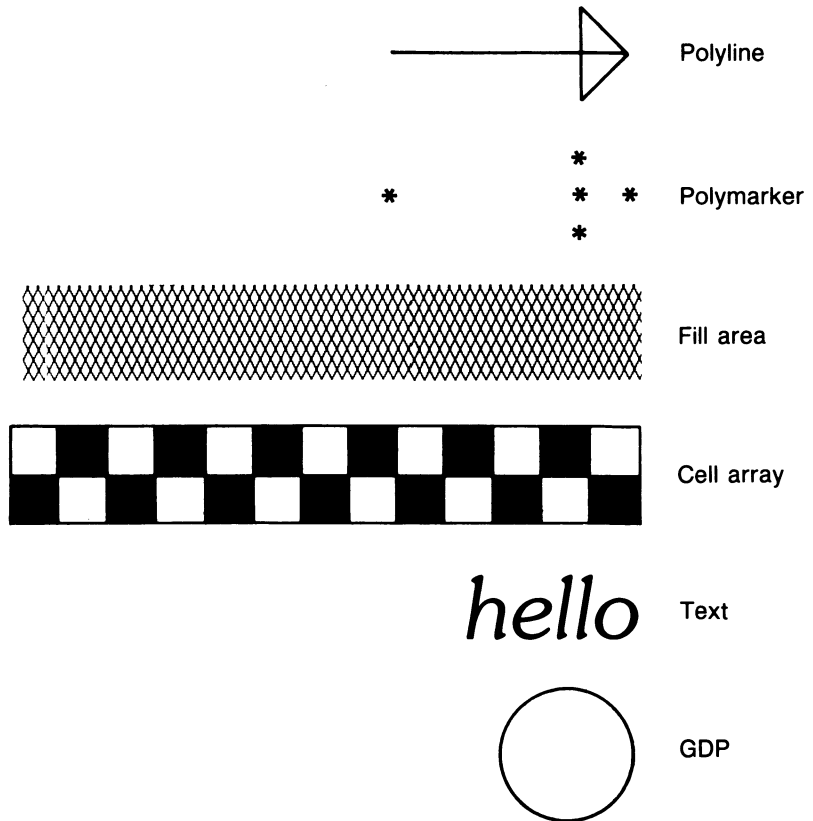 Polyline
Polymarker
Fill area
Cell array
hello Text
GDP